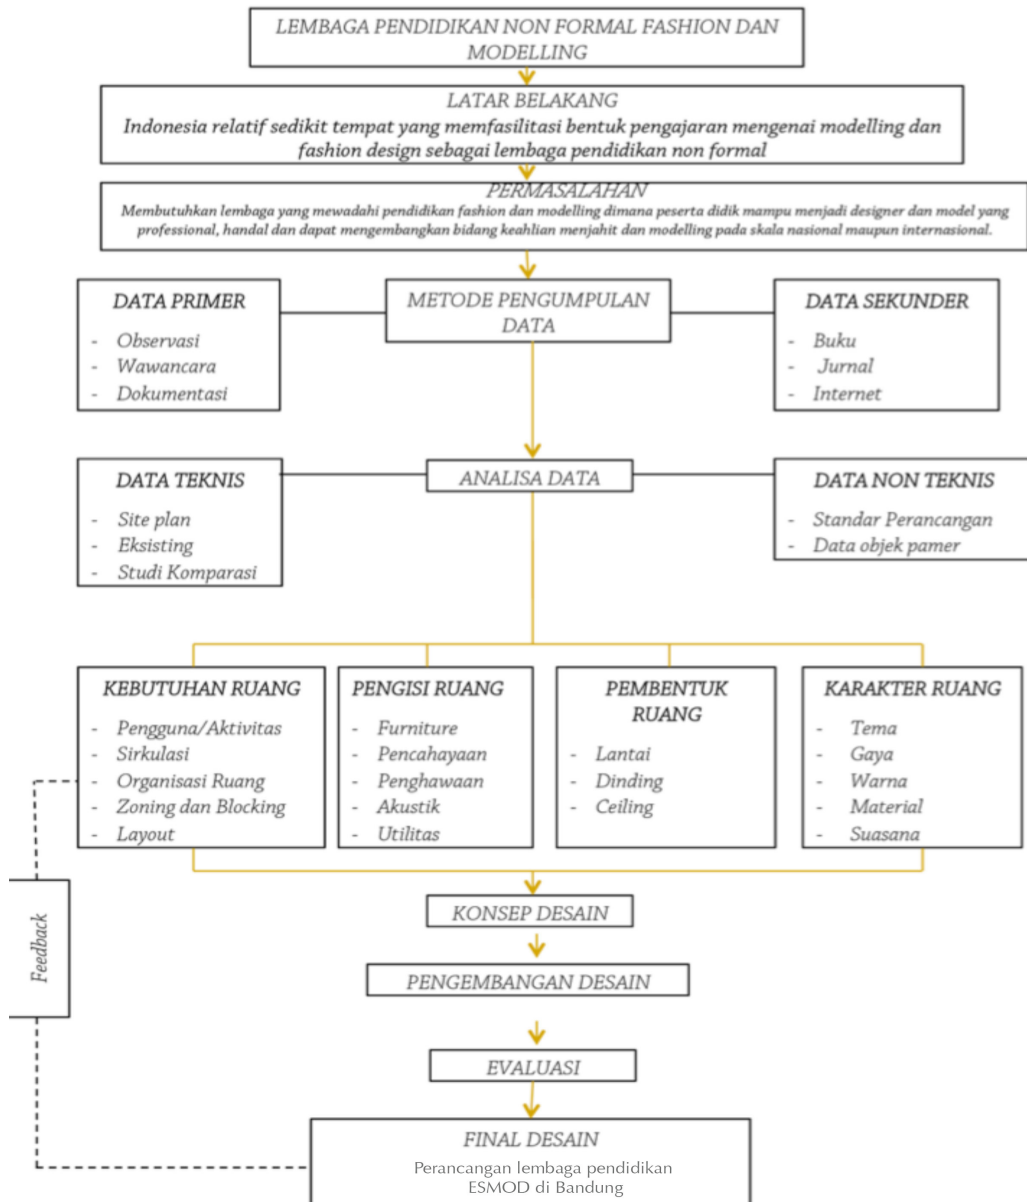 LEMBAGA PENDIDIKAN NON FORMAL FASHION DAN
MODELLING
LATAR BELAKANG
Indonesia relatif sedikit tempat yang memfasilitasi bentuk pengajaran mengenai modelling dan
fashion design sebagai lembaga pendidikan non formal
PERMASALAHAN
Membutuhkan lembaga yang mewadahi pendidikan fashion dan modelling dimana peserta didik mampu menjadi designer dan model yang
professional, handal dan dapat mengembangkan bidang keahlian menjahit dan modelling pada skala nasional maupun internasional.
DATA PRIMER
- Observasi
- Wawancara
- Dokumentasi
METODE PENGUMPULAN
DATA
DATA SEKUNDER
- Buku
- Jurnal
- Internet
DATA TEKNIS
- Site plan
- Eksisting
- Studi Komparasi
ANALISA DATA
DATA NON TEKNIS
- Standar Perancangan
- Data objek pamer
KEBUTUHAN RUANG
- Pengguna/Aktivitas
- Sirkulasi
- Organisasi Ruang
- Zoning dan Blocking
- Layout
PENGISI RUANG
- Furniture
- Pencahayaan
- Penghawaan
- Akustik
- Utilitas
PEMBENTUK
RUANG
- Lantai
- Dinding
- Ceiling
KARAKTER RUANG
- Tema
- Gaya
- Warna
- Material
- Suasana
Feedback
KONSEP DESAIN
PENGEMBANGAN DESAIN
EVALUASI
FINAL DESAIN
Perancangan lembaga pendidikan
ESMOD di Bandung